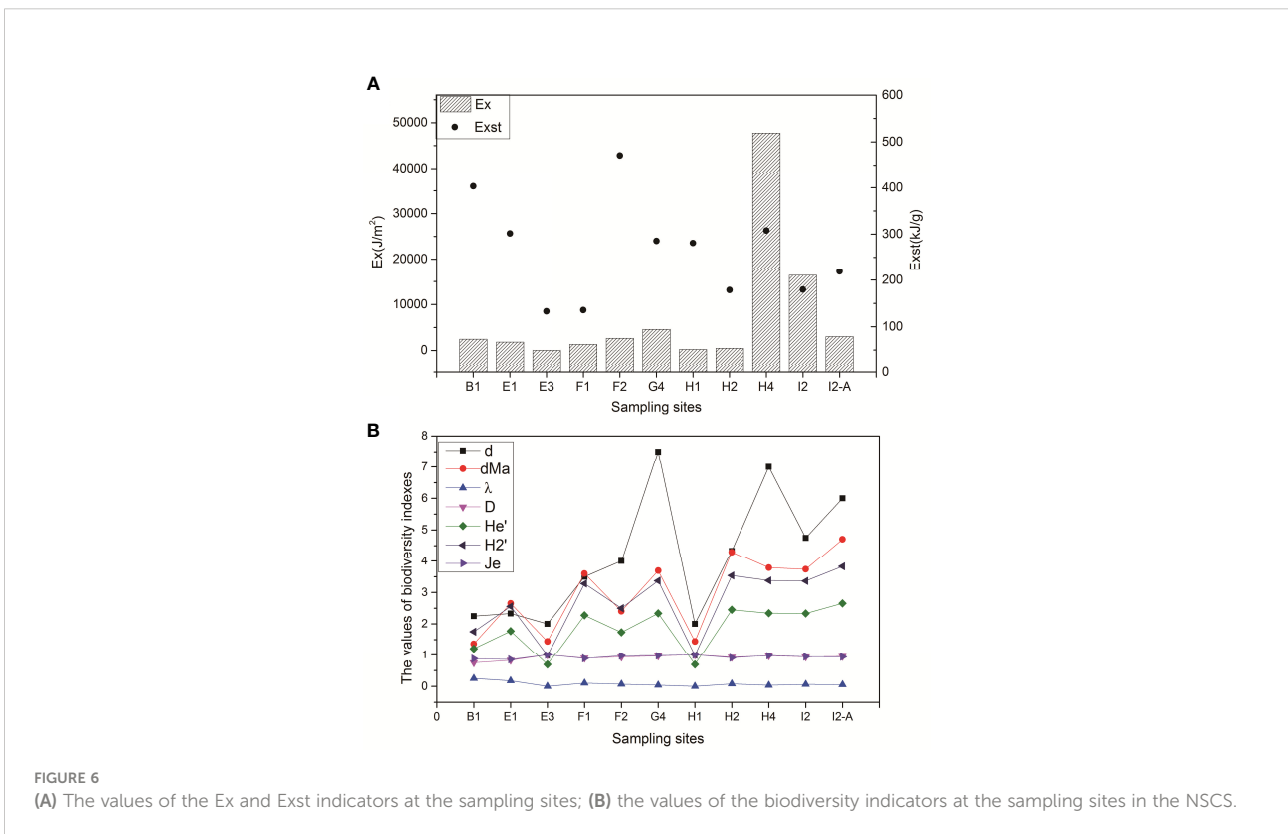 A
Ex
Exst
50000
40000
30000
20000
10000
0
Ex(J/m²)
600
500
400
300
200
100
0
Exst(kJ/g)
B1 E1 E3 F1 F2 G4 H1 H2 H4 I2 I2-A
Sampling sites
B
d
dMa
λ
D
He'
H2'
Je
8
7
6
5
4
3
2
1
0
The values of biodiversity indexes
0 B1 E1 E3 F1 F2 G4 H1 H2 H4 I2 I2-A
Sampling sites
FIGURE 6
(A) The values of the Ex and Exst indicators at the sampling sites; (B) the values of the biodiversity indicators at the sampling sites in the NSCS.